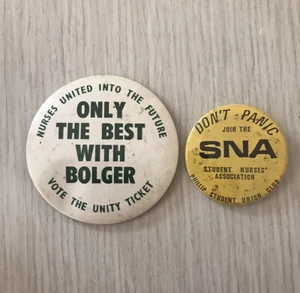 NURSES UNITED INTO THE FUTURE
ONLY
THE BEST
WITH
BOLGER
VOTE THE UNITY TICKET
DON'T PANIC
JOIN THE
SNA
STUDENT NURSES'
ASSOCIATION
PHILLIP STUDENT UNION CLUB